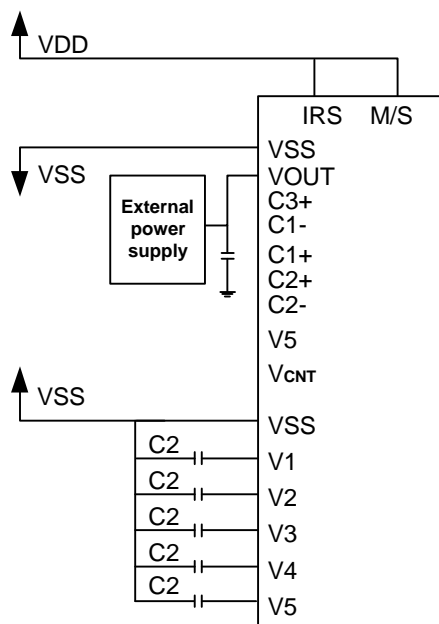 VDD
IRS M/S
VSS
VSS
VOUT
External
power
supply
C3+
C1-
C1+
C2+
C2-
V5
VCNT
VSS
VSS
C2
V1
C2
V2
C2
V3
C2
V4
C2
V5